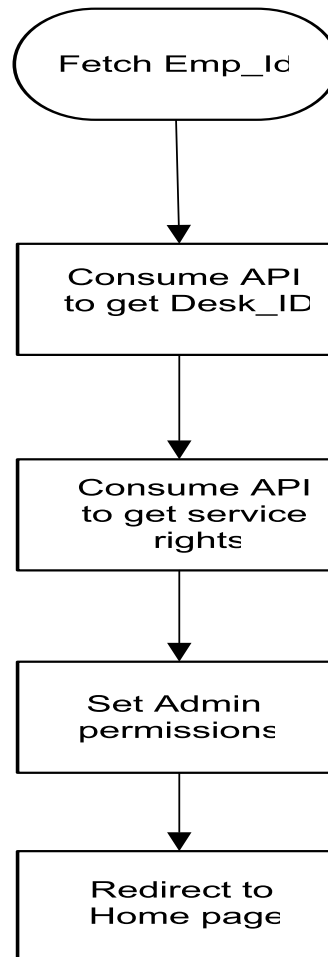 Fetch Emp_Id
Consume API
to get Desk_ID
Consume API
to get service
rights
Set Admin
permissions
Redirect to
Home page